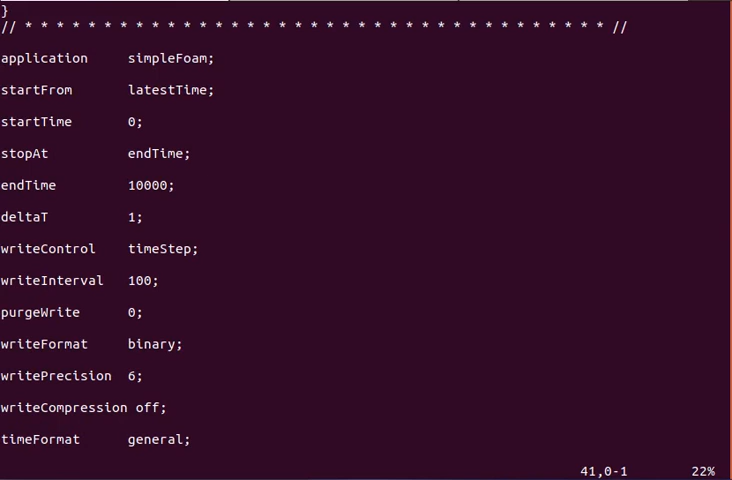 }
// * * * * * * * * * * * * * * * * * * * * * * * * * * * * * * * * * * * * * //
application     simpleFoam;
startFrom       latestTime;
startTime       0;
stopAt          endTime;
endTime         10000;
deltaT          1;
writeControl    timeStep;
writeInterval   100;
purgeWrite      0;
writeFormat     binary;
writePrecision  6;
writeCompression off;
timeFormat      general;
41,0-1        22%